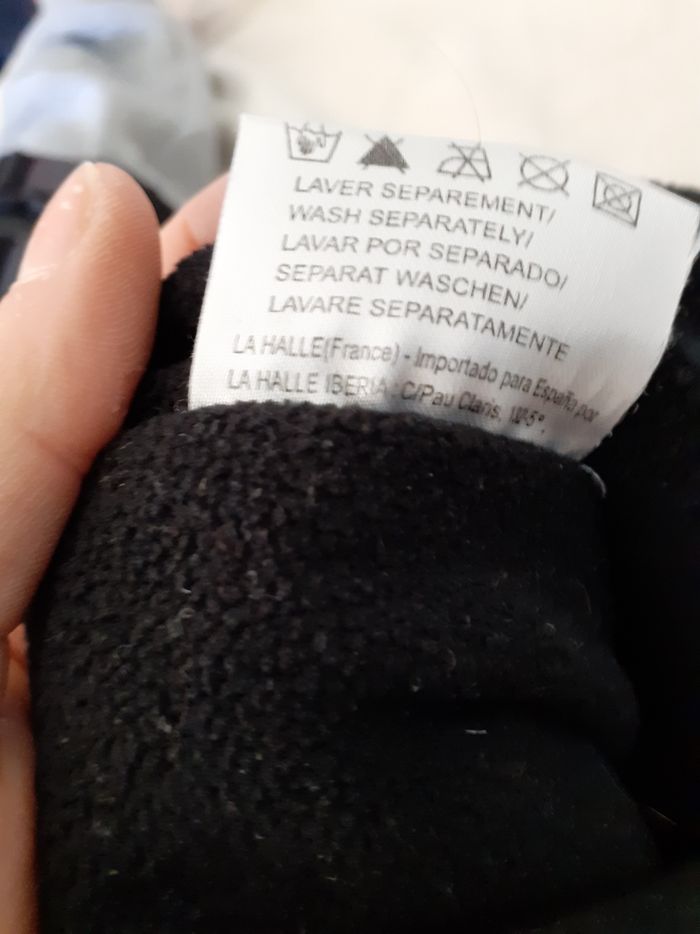 LAVER SEPAREMENT/
WASH SEPARATELY/
LAVAR POR SEPARADO/
SEPARAT WASCHEN/
LAVARE SEPARATAMENTE
LA HALLE(France) - Importado para España por
LA HALLE IBERIA : C/Pau Claris,